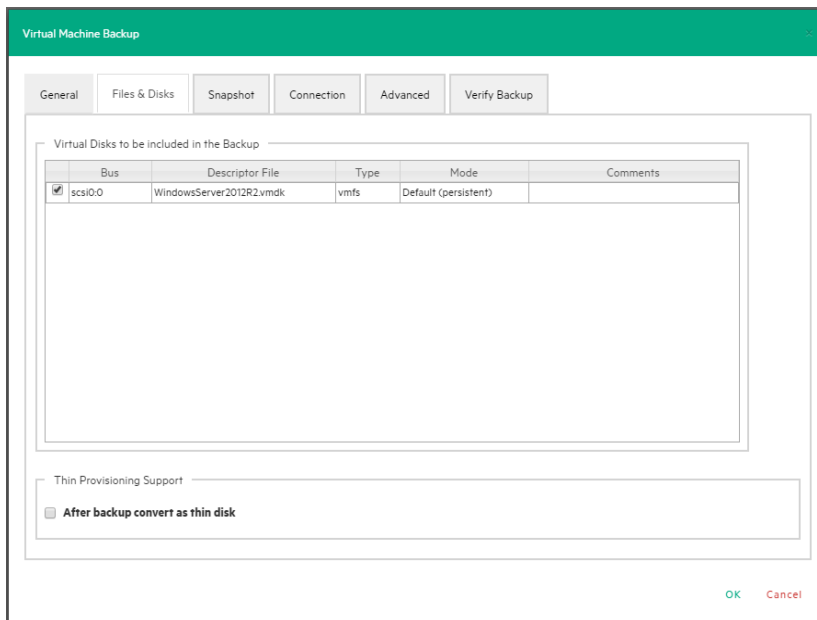 Virtual Machine Backup
General Files & Disks Snapshot Connection Advanced Verify Backup
Virtual Disks to be included in the Backup
Bus Descriptor File Type Mode Comments
scsi0:0 WindowsServer2012R2.vmdk vmfs Default (persistent)
Thin Provisioning Support
After backup convert as thin disk
OK Cancel